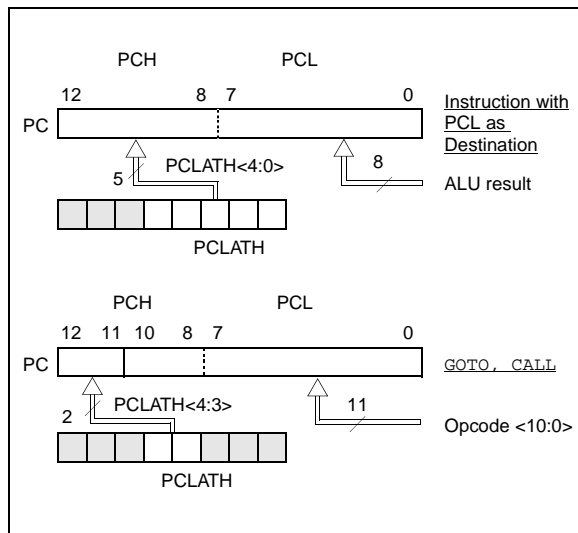 PCH PCL
12 8 7 0
PC
Instruction with
PCL as
Destination
5 PCLATH<4:0> 8
ALU result
PCLATH
PCH PCL
12 11 10 8 7 0
PC
GOTO, CALL
2 PCLATH<4:3> 11
Opcode <10:0>
PCLATH